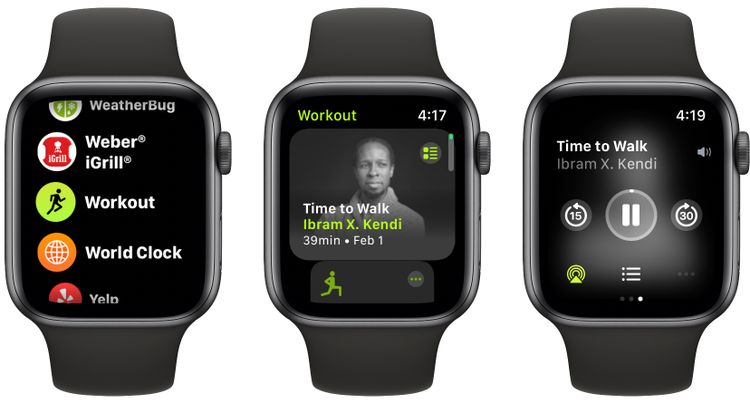 WeatherBug
Weber®
iGrill®
iGrill
Workout
World Clock
Yelp
Workout
4:17
Time to Walk
Ibram X. Kendi
39min • Feb 1
4:19
Time to Walk
Ibram X. Kendi
15
30